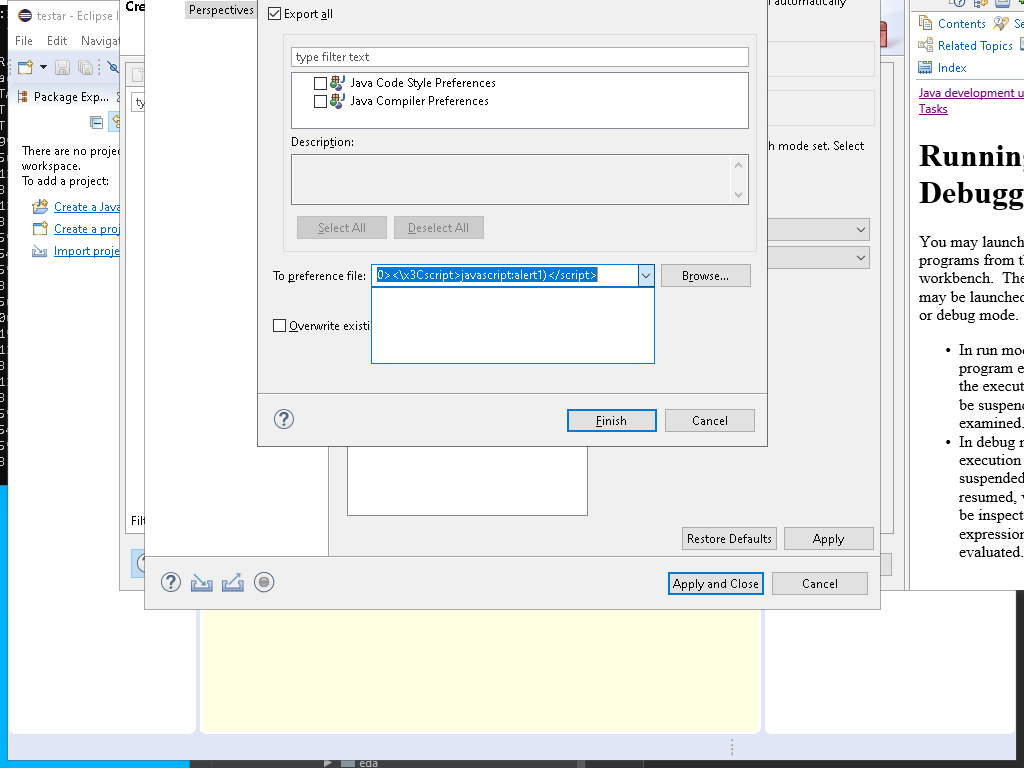 testar - Eclipse I
File Edit Navigat
Package Exp...
There are no projec
workspace.
To add a project:
Create a Java
Create a proj
Import proje
Cre
ty
Filt
Perspectives
Export all
type filter text
Java Code Style Preferences
Java Compiler Preferences
Description:
Select All Deselect All
To preference file: 0><\x3Cscript>javascript:alert1)</script> Browse...
Overwrite existi
Finish Cancel
automatically
h mode set. Select
Restore Defaults Apply
Apply and Close Cancel
Contents Se
Related Topics
Index
Java development u
Tasks
Running
Debugg
You may launch
programs from th
workbench. The
may be launched
or debug mode.
• In run mod
program e
the execut
be suspend
examined.
• In debug m
execution
suspended
resumed, v
be inspect
expression
evaluated.
eda